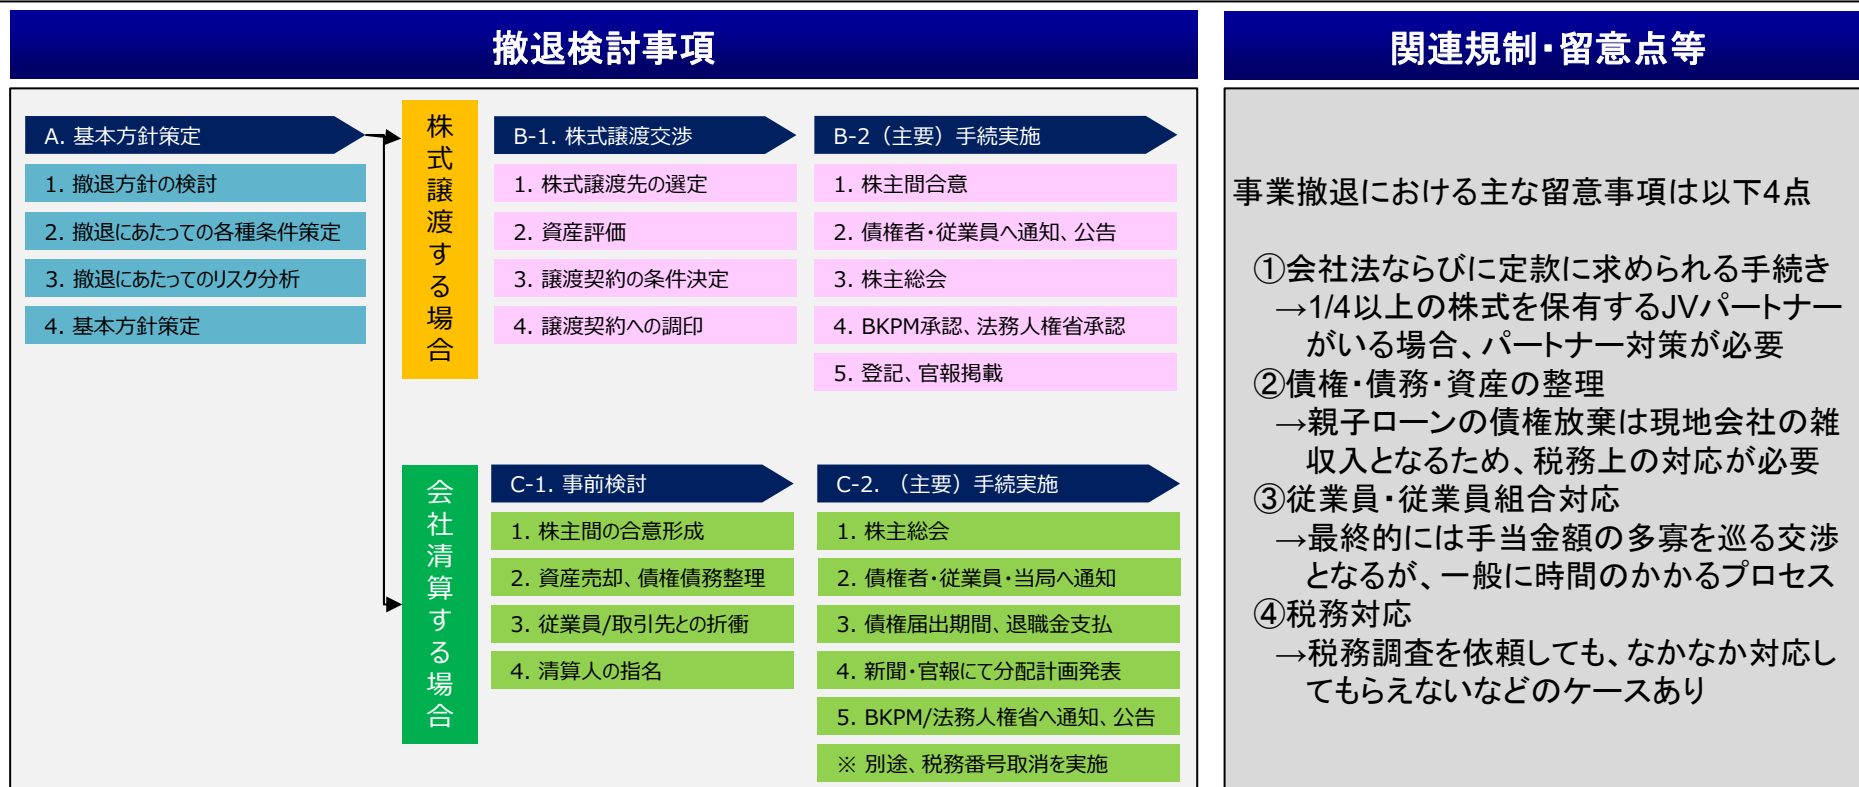 撤退検討事項
A. 基本方針策定
1. 撤退方針の検討
2. 撤退にあたっての各種条件策定
3. 撤退にあたってのリスク分析
4. 基本方針策定
株式譲渡する場合
B-1. 株式譲渡交渉
1. 株式譲渡先の選定
2. 資産評価
3. 譲渡契約の条件決定
4. 譲渡契約への調印
B-2（主要）手続実施
1. 株主間合意
2. 債権者・従業員へ通知、公告
3. 株主総会
4. BKPM承認、法務人権省承認
5. 登記、官報掲載
会社清算する場合
C-1. 事前検討
1. 株主間の合意形成
2. 資産売却、債権債務整理
3. 従業員/取引先との折衝
4. 清算人の指名
C-2. （主要）手続実施
1. 株主総会
2. 債権者・従業員・当局へ通知
3. 債権届出期間、退職金支払
4. 新聞・官報にて分配計画発表
5. BKPM/法務人権省へ通知、公告
※ 別途、税務番号取消を実施
関連規制・留意点等
事業撤退における主な留意事項は以下4点
①会社法ならびに定款に求められる手続き
→1/4以上の株式を保有するJVパートナー
がいる場合、パートナー対策が必要
②債権・債務・資産の整理
→親子ローンの債権放棄は現地会社の雑
収入となるため、税務上の対応が必要
③従業員・従業員組合対応
→最終的には手当金額の多寡を巡る交渉
となるが、一般に時間のかかるプロセス
④税務対応
→税務調査を依頼しても、なかなか対応し
てもらえないなどのケースあり